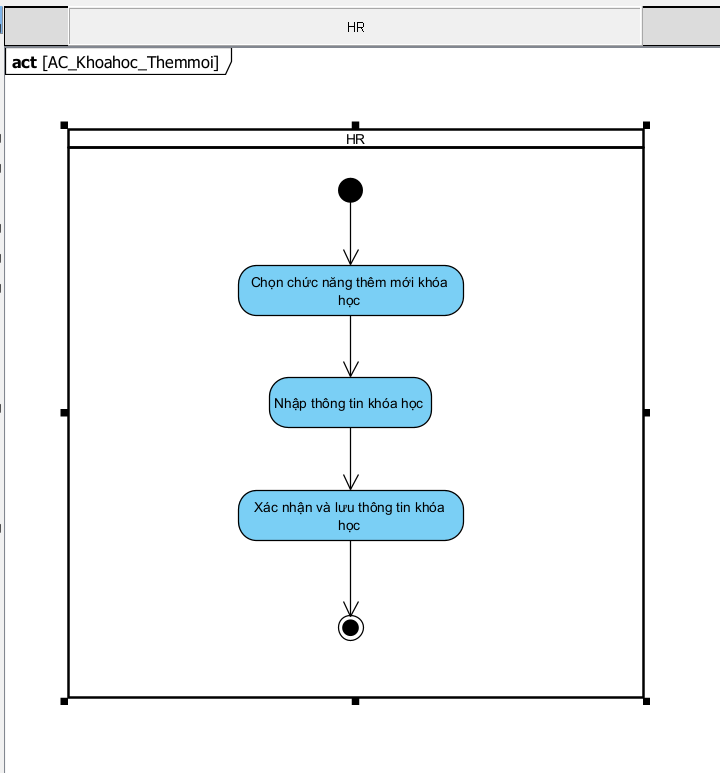 HR
act [AC_Khoahoc_Themmoi]
HR
Chọn chức năng thêm mới khóa
học
Nhập thông tin khóa học
Xác nhận và lưu thông tin khóa
học